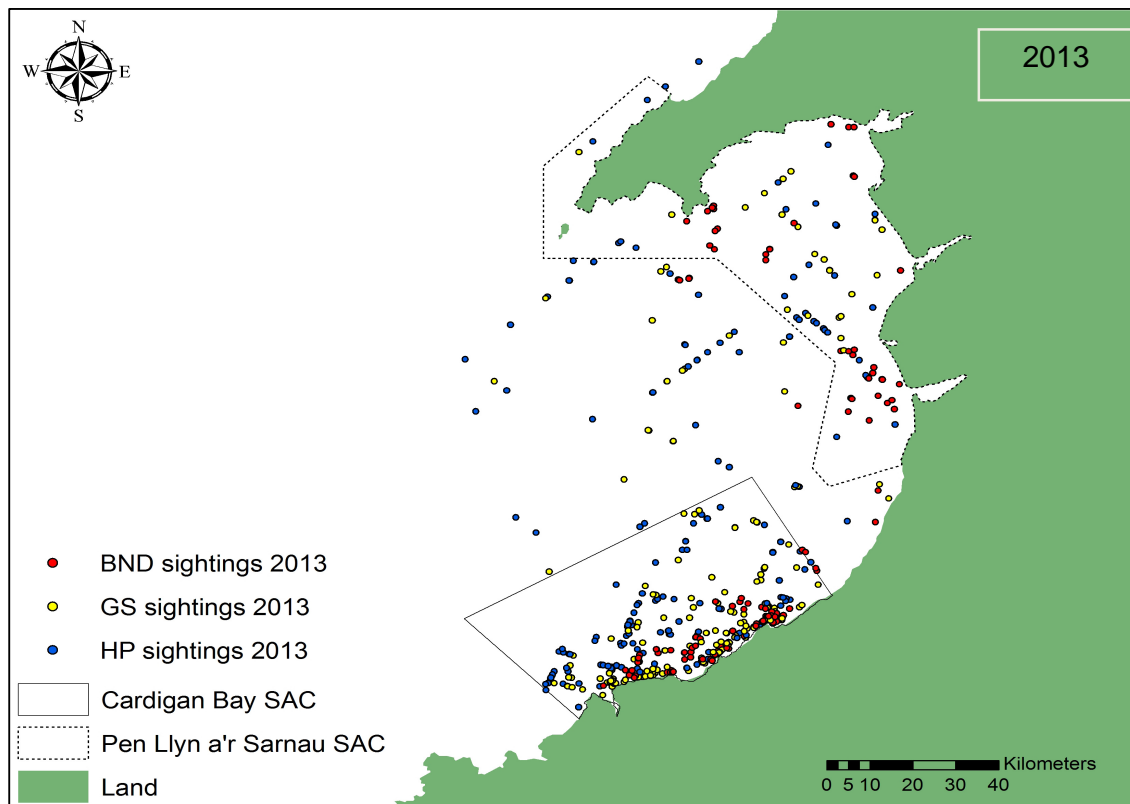 2013
N
W E
S
BND sightings 2013
GS sightings 2013
HP sightings 2013
Cardigan Bay SAC
Pen Llyn a'r Sarnau SAC
Land
Kilometers
0 5 10 20 30 40